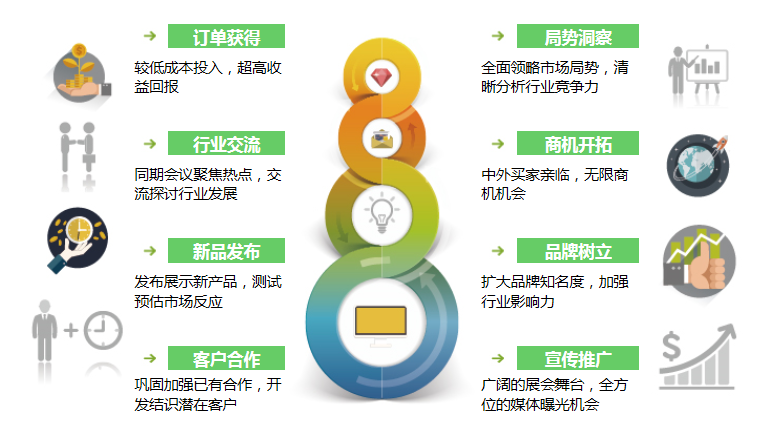 订单获得
较低成本投入，超高收
益回报
行业交流
同期会议聚焦热点，交
流探讨行业发展
新品发布
发布展示新产品，测试
预估市场反应
客户合作
巩固加强已有合作，开
发结识潜在客户
局势洞察
全面领略市场局势，清
晰分析行业竞争力
商机开拓
中外买家亲临，无限商
机机会
品牌树立
扩大品牌知名度，加强
行业影响力
宣传推广
广阔的展会舞台，全方
位的媒体曝光机会